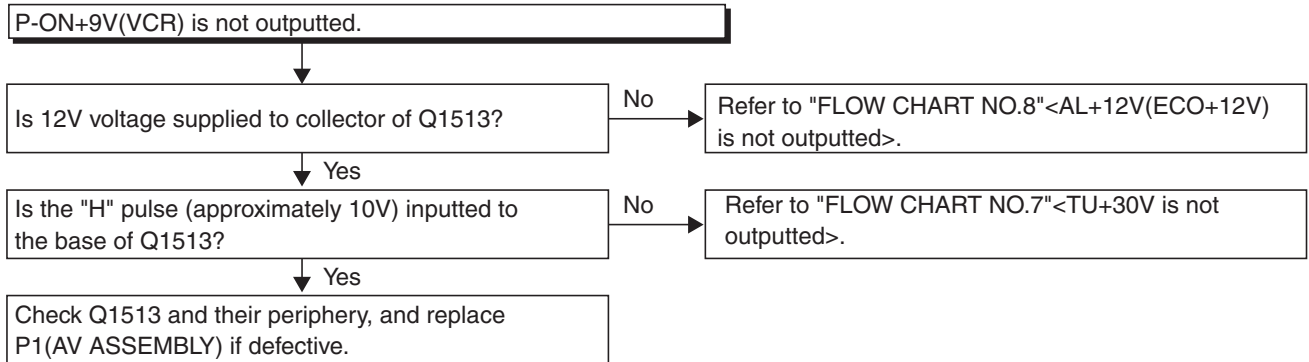 P-ON+9V(VCR) is not outputted.
Is 12V voltage supplied to collector of Q1513?
No
Refer to "FLOW CHART NO.8"<AL+12V(ECO+12V)
is not outputted>.
Yes
Is the "H" pulse (approximately 10V) inputted to
the base of Q1513?
No
Refer to "FLOW CHART NO.7"<TU+30V is not
outputted>.
Yes
Check Q1513 and their periphery, and replace
P1(AV ASSEMBLY) if defective.